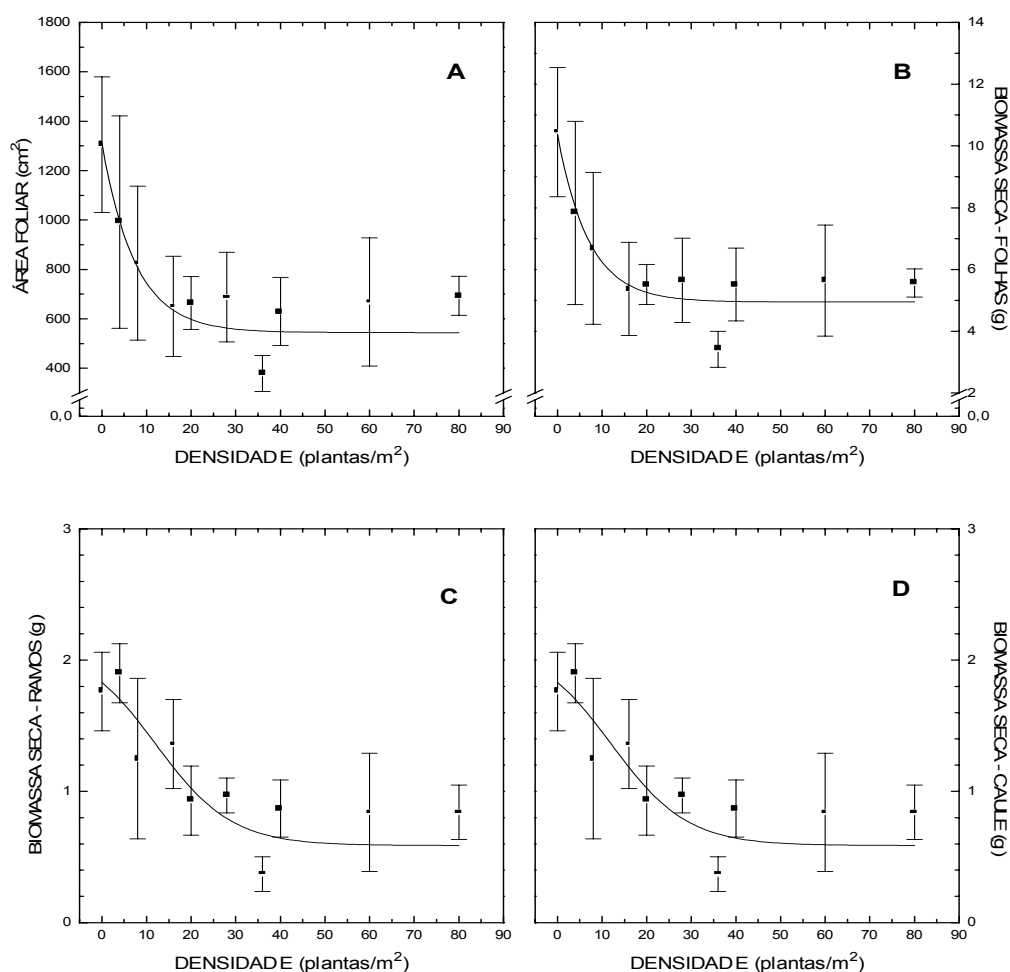 1800
1600
1400
1200
1000
800
600
400
0,0
ÁREA FOLIAR (cm²)
A
0 10 20 30 40 50 60 70 80 90
DENSIDADE (plantas/m²)
14
12
10
8
6
4
2
0,0
BIOMASSA SECA - FOLHAS (g)
B
0 10 20 30 40 50 60 70 80 90
DENSIDADE (plantas/m²)
3
2
1
0
BIOMASSA SECA - RAMOS (g)
C
0 10 20 30 40 50 60 70 80 90
DENSIDADE (plantas/m²)
3
2
1
0
BIOMASSA SECA - CAULE (g)
D
0 10 20 30 40 50 60 70 80 90
DENSIDADE (plantas/m²)